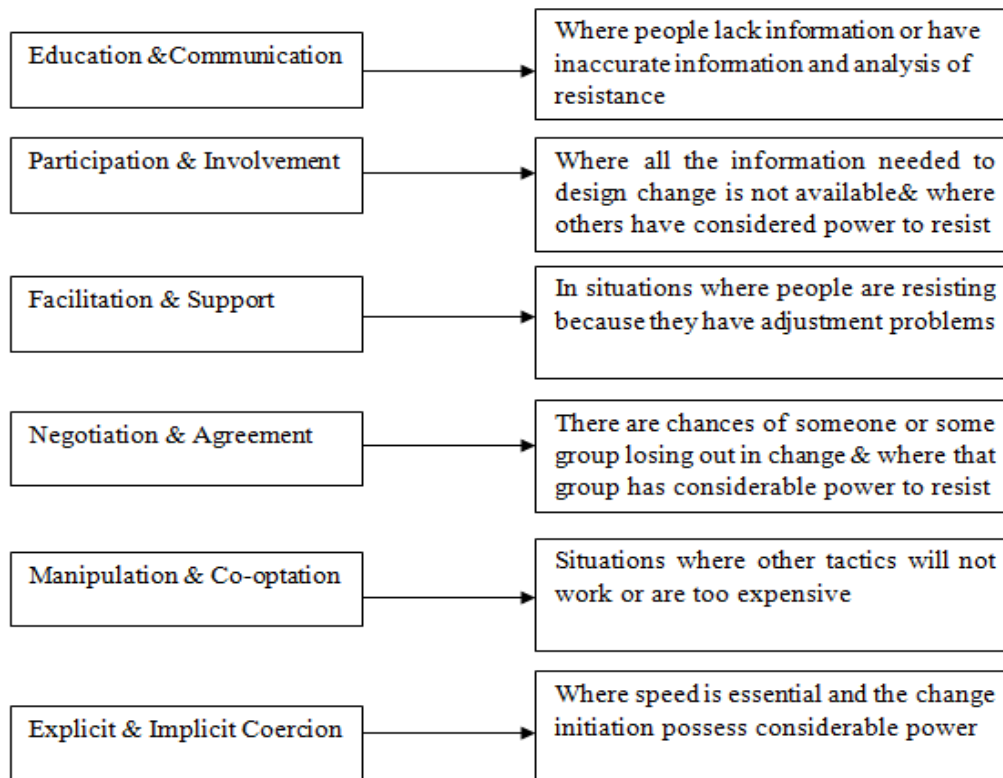 Education &Communication
Where people lack information or have
inaccurate information and analysis of
resistance
Participation & Involvement
Where all the information needed to
design change is not available& where
others have considered power to resist
Facilitation & Support
In situations where people are resisting
because they have adjustment problems
Negotiation & Agreement
There are chances of someone or some
group losing out in change & where that
group has considerable power to resist
Manipulation & Co-optation
Situations where other tactics will not
work or are too expensive
Explicit & Implicit Coercion
Where speed is essential and the change
initiation possess considerable power